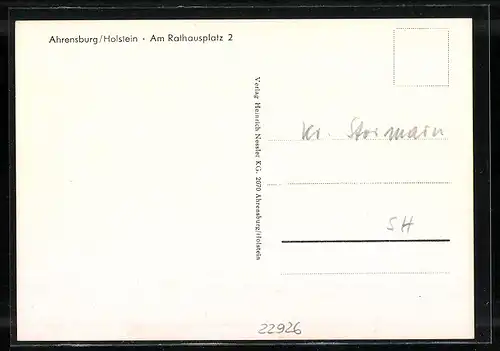 Ahrensburg/Holstein · Am Rathausplatz 2
Verlag Heinrich Nessler KG. 2070 Ahrensburg/Holstein
Kr. Stormarn
SH
22926